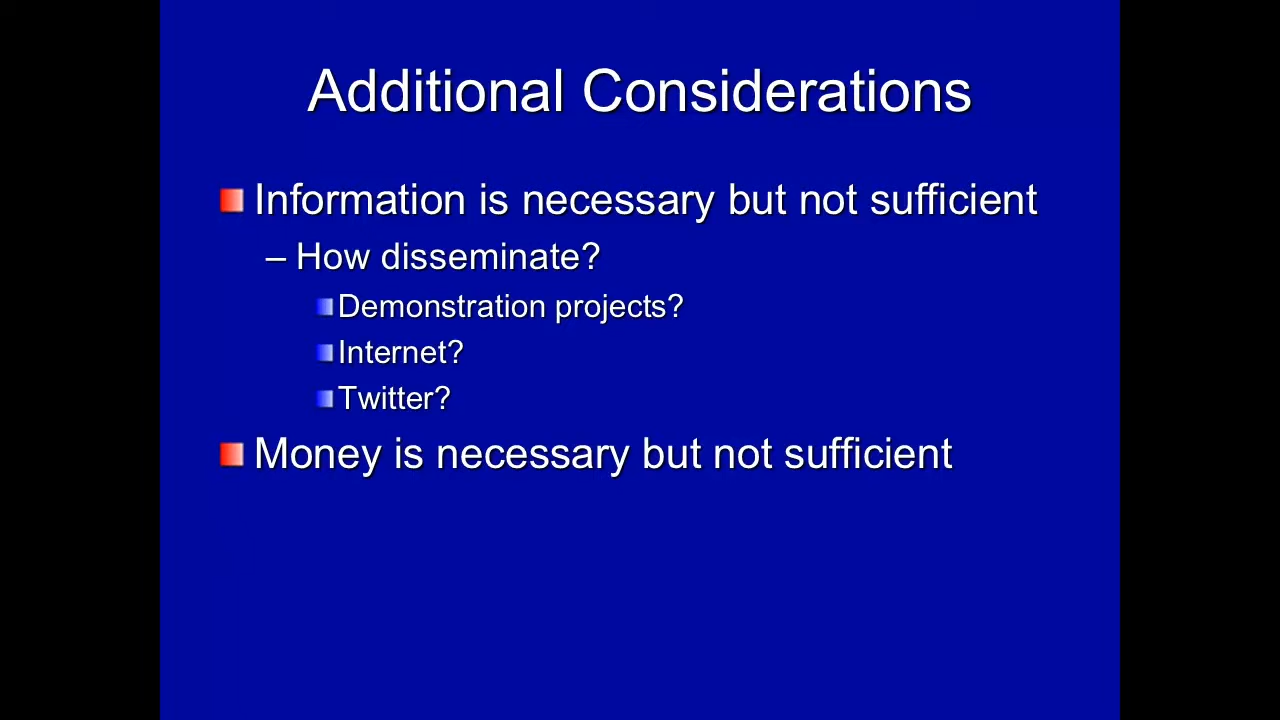 Additional Considerations
Information is necessary but not sufficient
– How disseminate?
Demonstration projects?
Internet?
Twitter?
Money is necessary but not sufficient